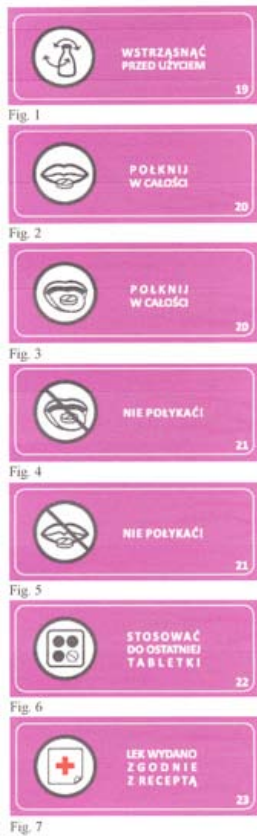 WSTRZĄSNĄĆ
PRZED UŻYCIEM
19
Fig. 1
POŁKNIJ
W CAŁOŚCI
20
Fig. 2
POŁKNIJ
W CAŁOŚCI
20
Fig. 3
NIE POŁYKAĆ!
21
Fig. 4
NIE POŁYKAĆ!
21
Fig. 5
STOSOWAĆ
DO OSTATNIEJ
TABLETKI
22
Fig. 6
LEK WYDANO
ZGODNIE
Z RECEPTĄ
23
Fig. 7